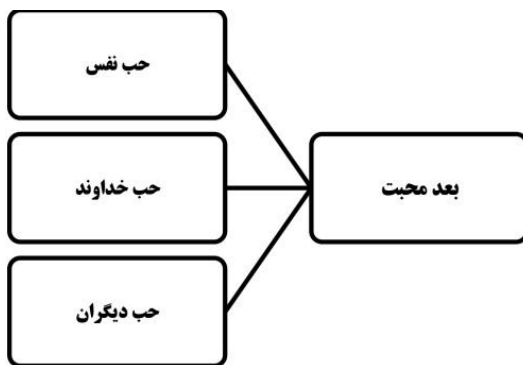 بعد محبت
حب نفس
حب خداوند
حب دیگران